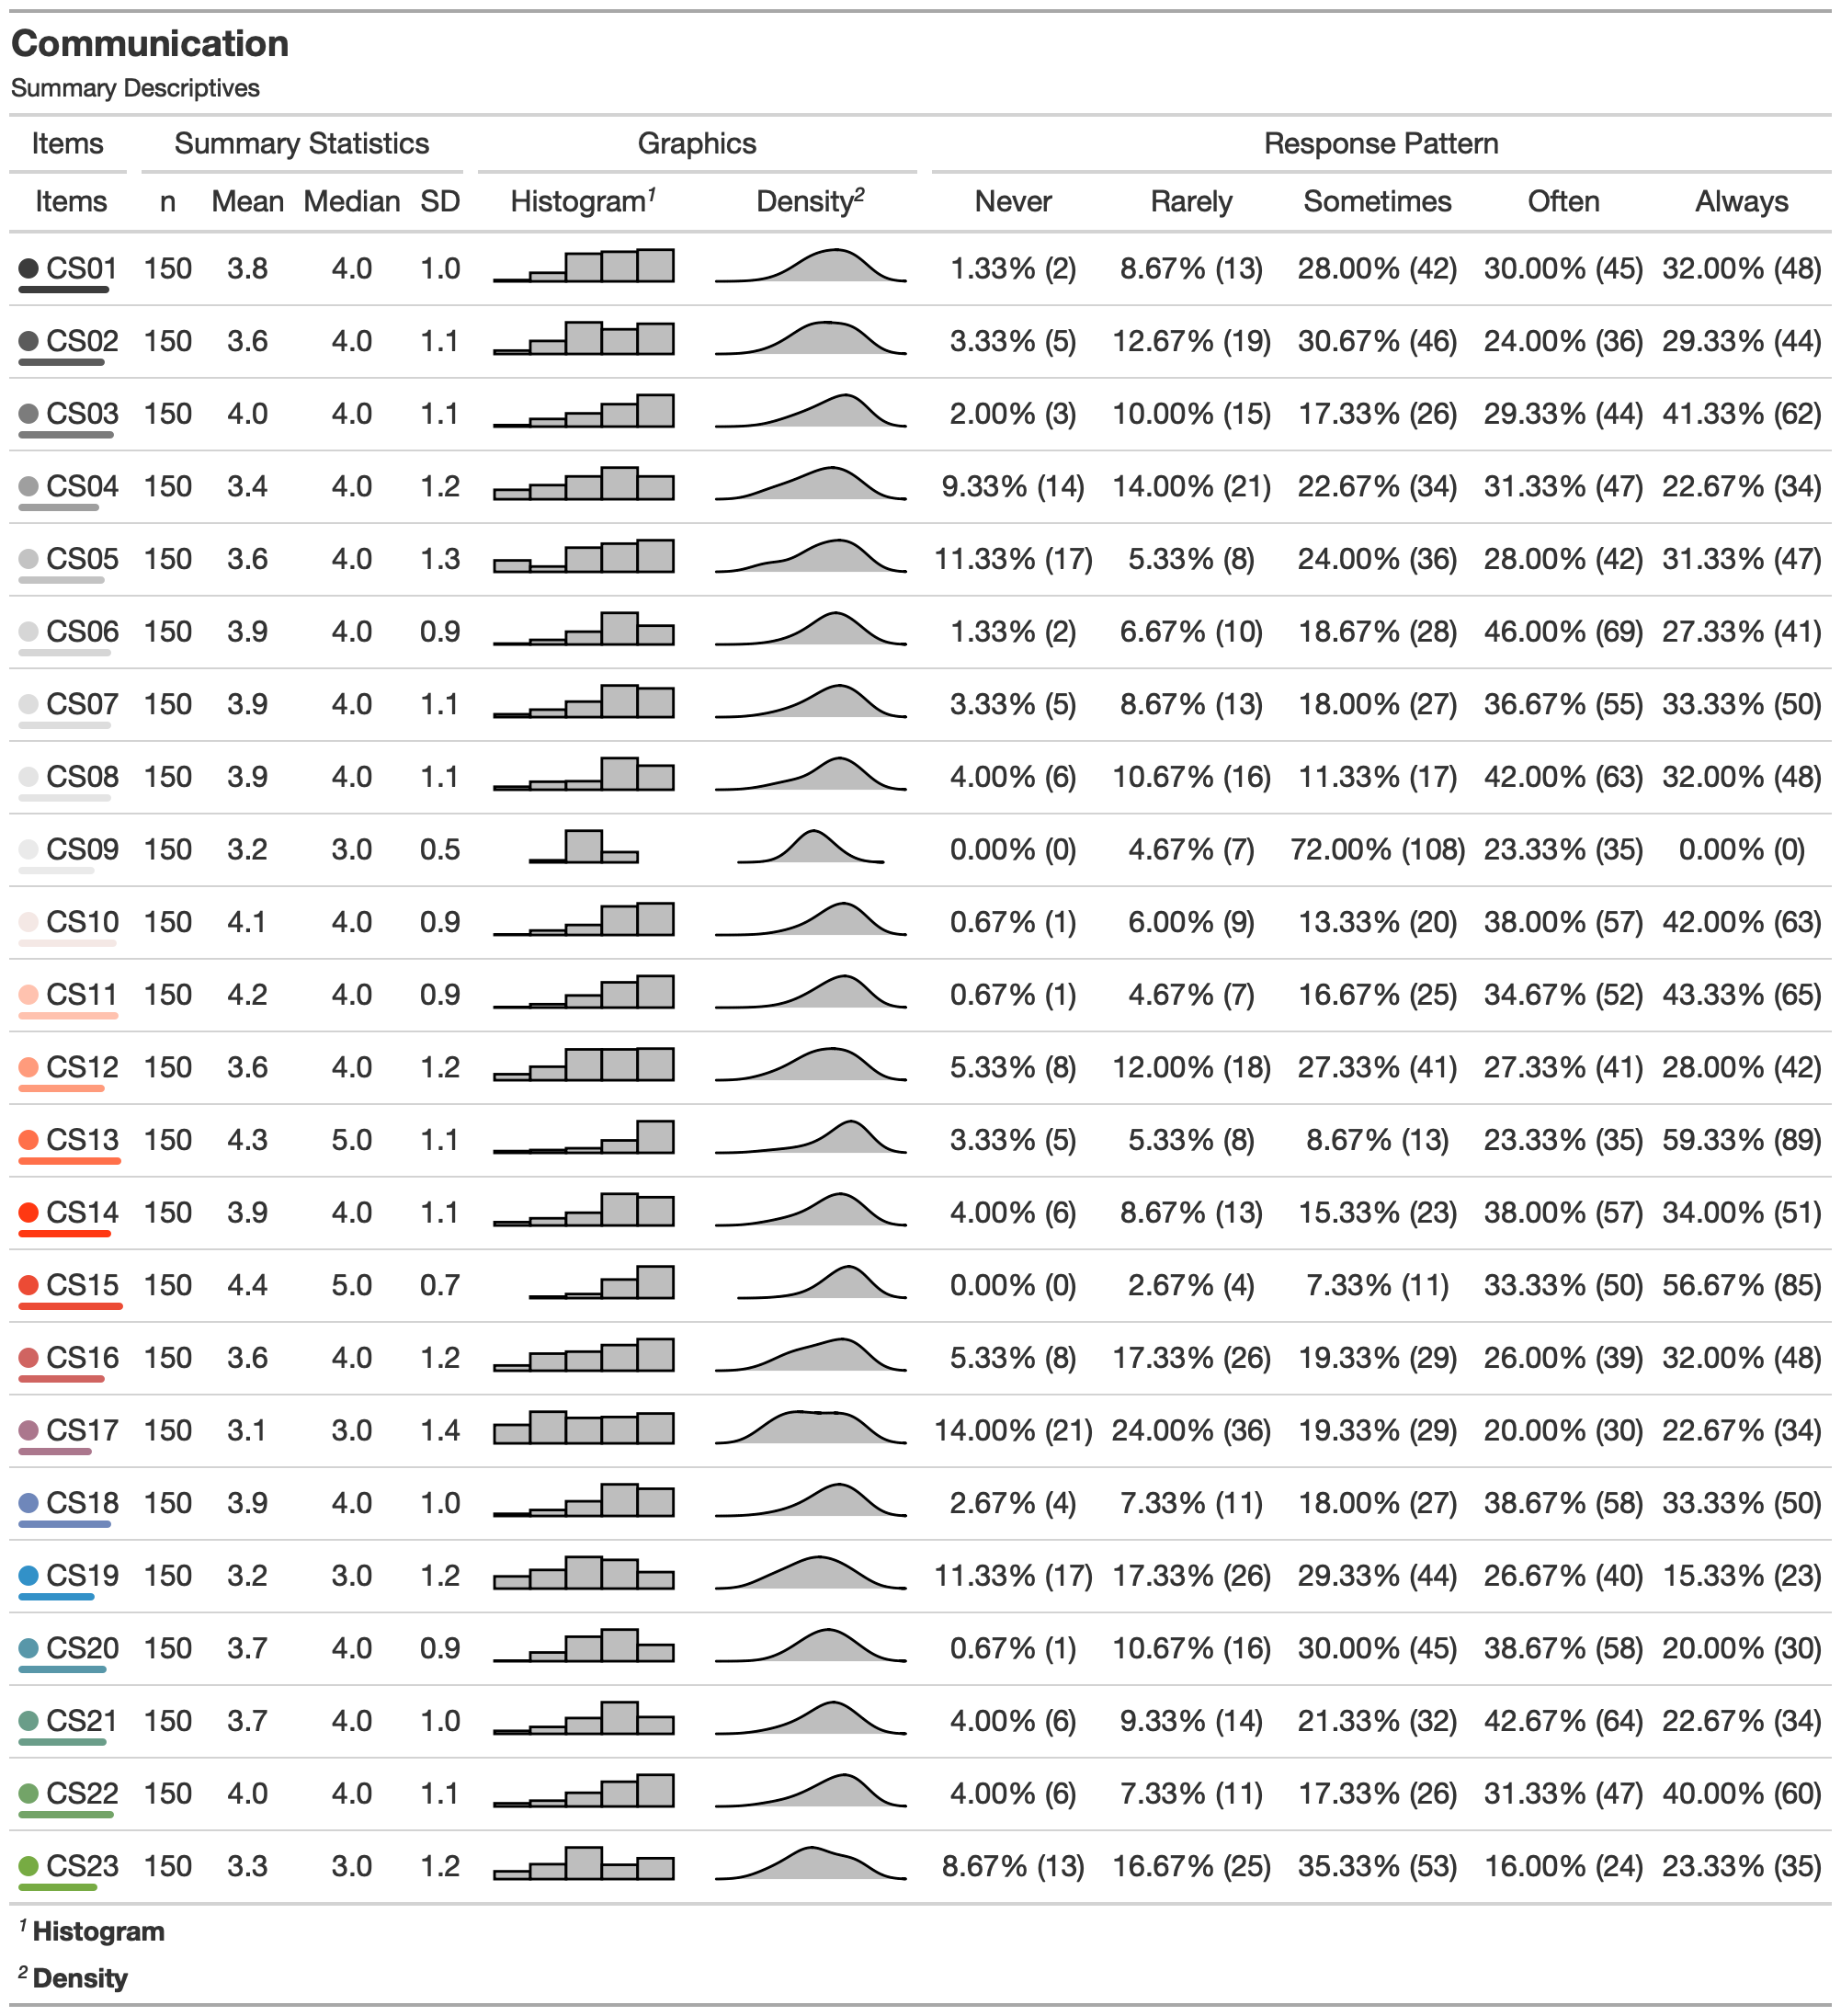 Communication
Summary Descriptives
Items Summary Statistics Graphics Response Pattern
Items n Mean Median SD Histogram1 Density2 Never Rarely Sometimes Often Always
CS01 150 3.8 4.0 1.0 1.33% (2) 8.67% (13) 28.00% (42) 30.00% (45) 32.00% (48)
CS02 150 3.6 4.0 1.1 3.33% (5) 12.67% (19) 30.67% (46) 24.00% (36) 29.33% (44)
CS03 150 4.0 4.0 1.1 2.00% (3) 10.00% (15) 17.33% (26) 29.33% (44) 41.33% (62)
CS04 150 3.4 4.0 1.2 9.33% (14) 14.00% (21) 22.67% (34) 31.33% (47) 22.67% (34)
CS05 150 3.6 4.0 1.3 11.33% (17) 5.33% (8) 24.00% (36) 28.00% (42) 31.33% (47)
CS06 150 3.9 4.0 0.9 1.33% (2) 6.67% (10) 18.67% (28) 46.00% (69) 27.33% (41)
CS07 150 3.9 4.0 1.1 3.33% (5) 8.67% (13) 18.00% (27) 36.67% (55) 33.33% (50)
CS08 150 3.9 4.0 1.1 4.00% (6) 10.67% (16) 11.33% (17) 42.00% (63) 32.00% (48)
CS09 150 3.2 3.0 0.5 0.00% (0) 4.67% (7) 72.00% (108) 23.33% (35) 0.00% (0)
CS10 150 4.1 4.0 0.9 0.67% (1) 6.00% (9) 13.33% (20) 38.00% (57) 42.00% (63)
CS11 150 4.2 4.0 0.9 0.67% (1) 4.67% (7) 16.67% (25) 34.67% (52) 43.33% (65)
CS12 150 3.6 4.0 1.2 5.33% (8) 12.00% (18) 27.33% (41) 27.33% (41) 28.00% (42)
CS13 150 4.3 5.0 1.1 3.33% (5) 5.33% (8) 8.67% (13) 23.33% (35) 59.33% (89)
CS14 150 3.9 4.0 1.1 4.00% (6) 8.67% (13) 15.33% (23) 38.00% (57) 34.00% (51)
CS15 150 4.4 5.0 0.7 0.00% (0) 2.67% (4) 7.33% (11) 33.33% (50) 56.67% (85)
CS16 150 3.6 4.0 1.2 5.33% (8) 17.33% (26) 19.33% (29) 26.00% (39) 32.00% (48)
CS17 150 3.1 3.0 1.4 14.00% (21) 24.00% (36) 19.33% (29) 20.00% (30) 22.67% (34)
CS18 150 3.9 4.0 1.0 2.67% (4) 7.33% (11) 18.00% (27) 38.67% (58) 33.33% (50)
CS19 150 3.2 3.0 1.2 11.33% (17) 17.33% (26) 29.33% (44) 26.67% (40) 15.33% (23)
CS20 150 3.7 4.0 0.9 0.67% (1) 10.67% (16) 30.00% (45) 38.67% (58) 20.00% (30)
CS21 150 3.7 4.0 1.0 4.00% (6) 9.33% (14) 21.33% (32) 42.67% (64) 22.67% (34)
CS22 150 4.0 4.0 1.1 4.00% (6) 7.33% (11) 17.33% (26) 31.33% (47) 40.00% (60)
CS23 150 3.3 3.0 1.2 8.67% (13) 16.67% (25) 35.33% (53) 16.00% (24) 23.33% (35)
1 Histogram
2 Density